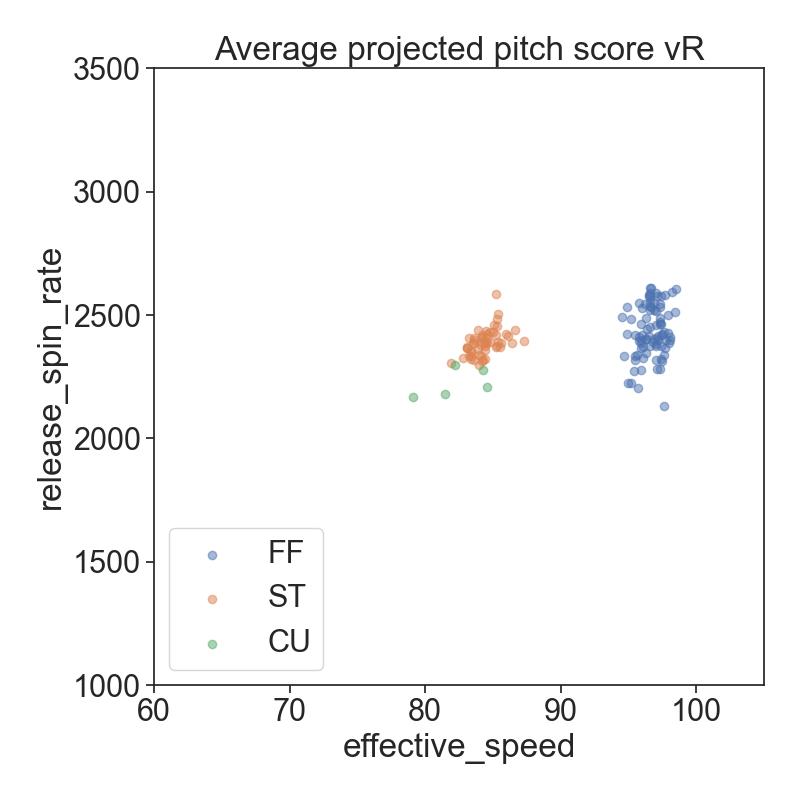 Average projected pitch score vR
3500
3000
2500
2000
1500
1000
release_spin_rate
FF
ST
CU
60 70 80 90 100
effective_speed